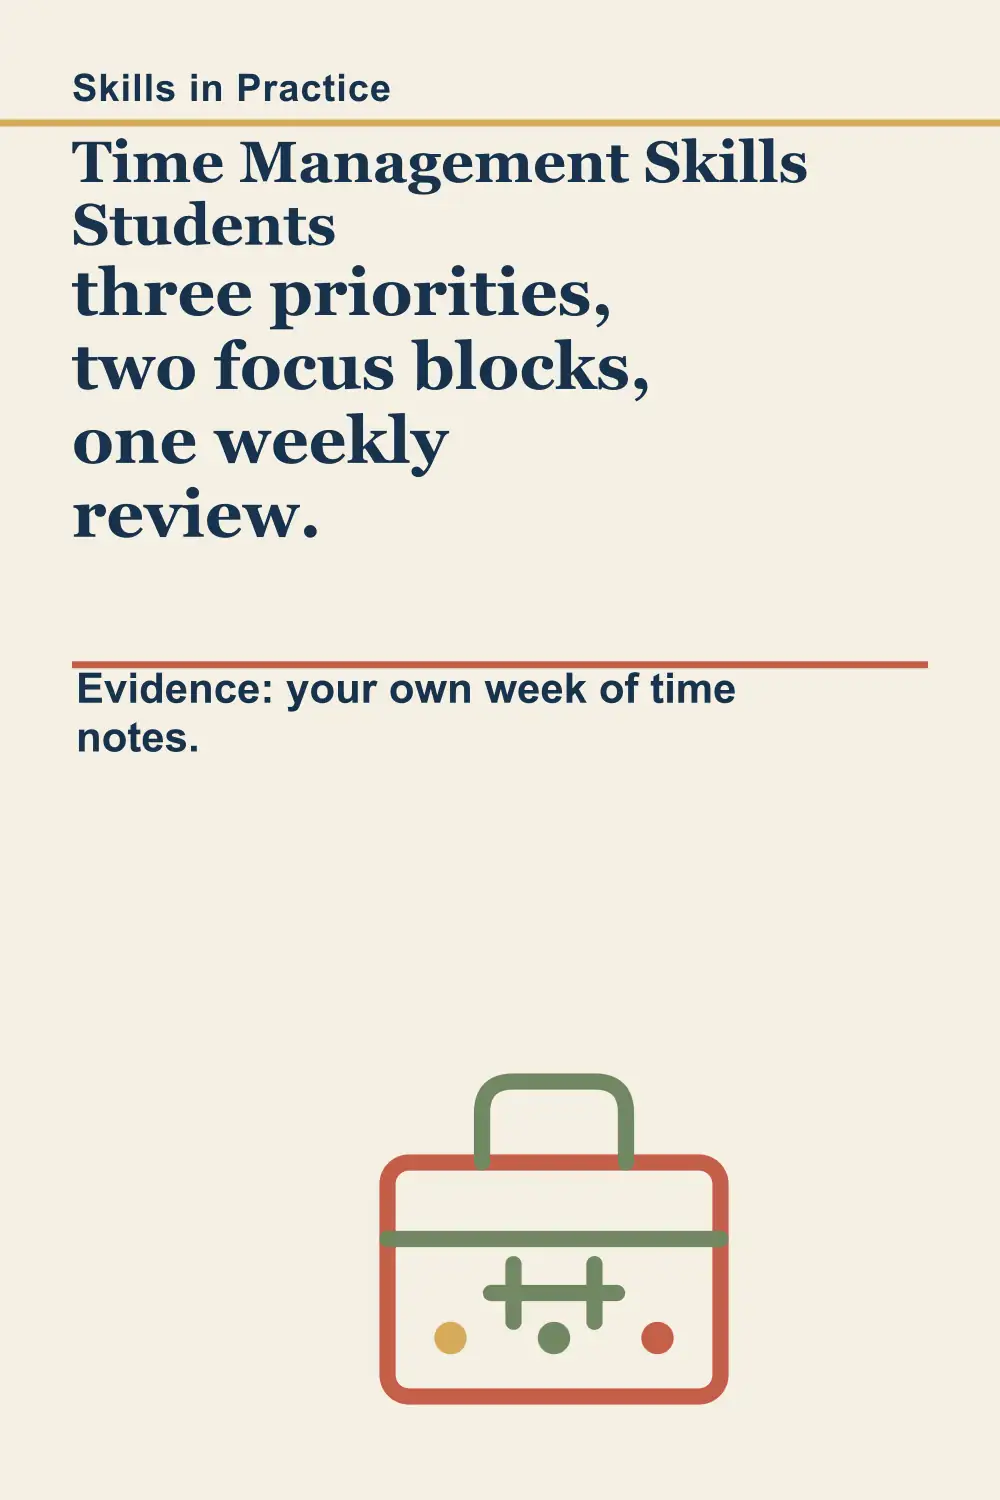 Skills in Practice
Time Management Skills
Students
three priorities,
two focus blocks,
one weekly
review.
Evidence: your own week of time
notes.